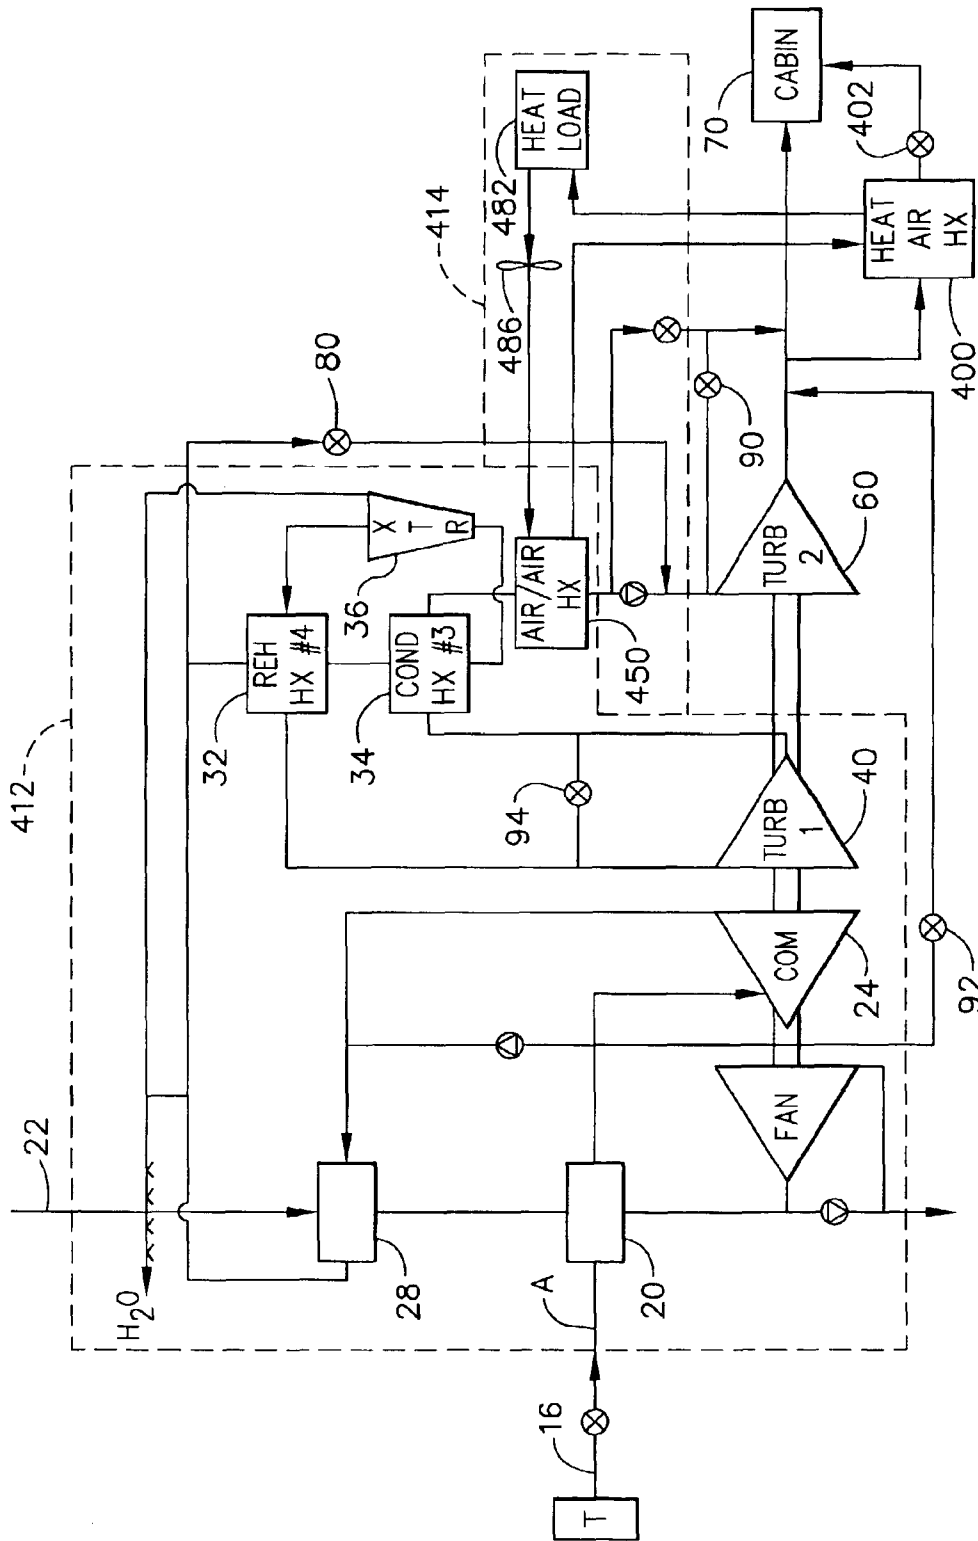 412
414
22
H2O
28
20
A
16
T
REH
HX #4
32
COND
HX #3
34
XTR
36
80
AIR/AIR
HX
450
HEAT
LOAD
482
486
94
FAN
COM
24
TURB
1
40
TURB
2
60
90
92
CABIN
70
402
HEAT
AIR
HX
400